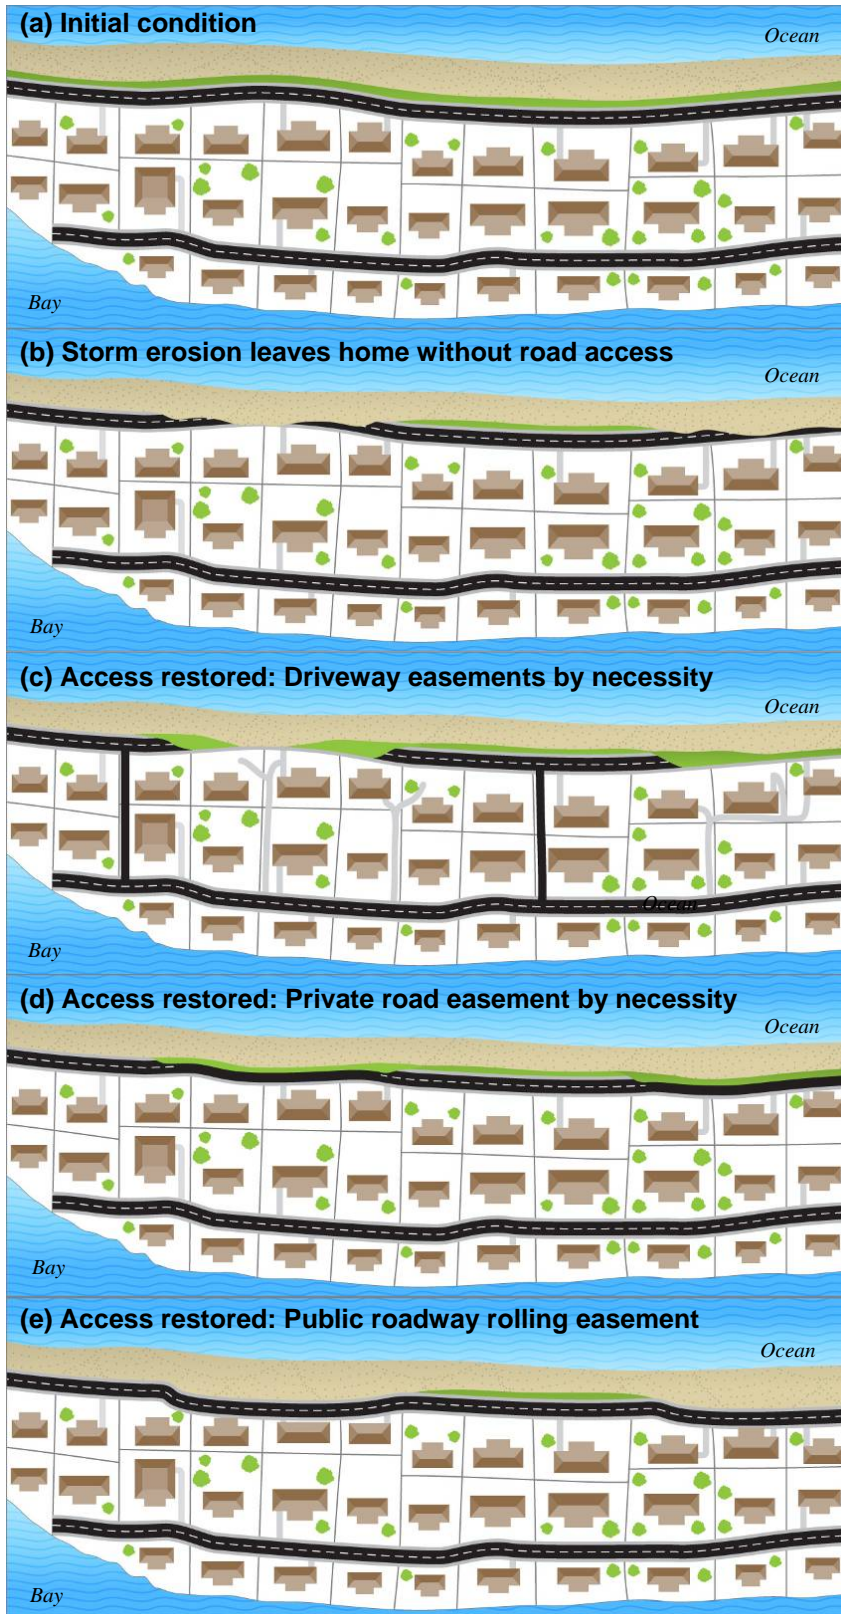 (a) Initial condition
Ocean
Bay
(b) Storm erosion leaves home without road access
Ocean
Bay
(c) Access restored: Driveway easements by necessity
Ocean
Ocean
Bay
(d) Access restored: Private road easement by necessity
Ocean
Bay
(e) Access restored: Public roadway rolling easement
Ocean
Bay